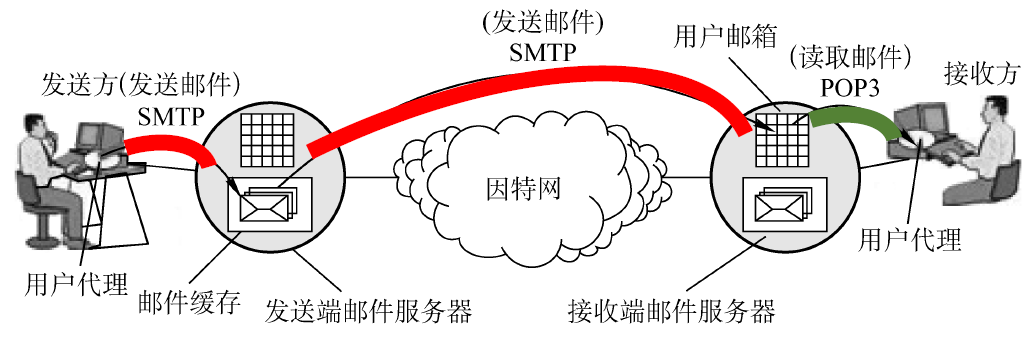 (发送邮件)
SMTP
用户邮箱
(读取邮件)
POP3
接收方
发送方(发送邮件)
SMTP
因特网
用户代理
邮件缓存
发送端邮件服务器
接收端邮件服务器
用户代理